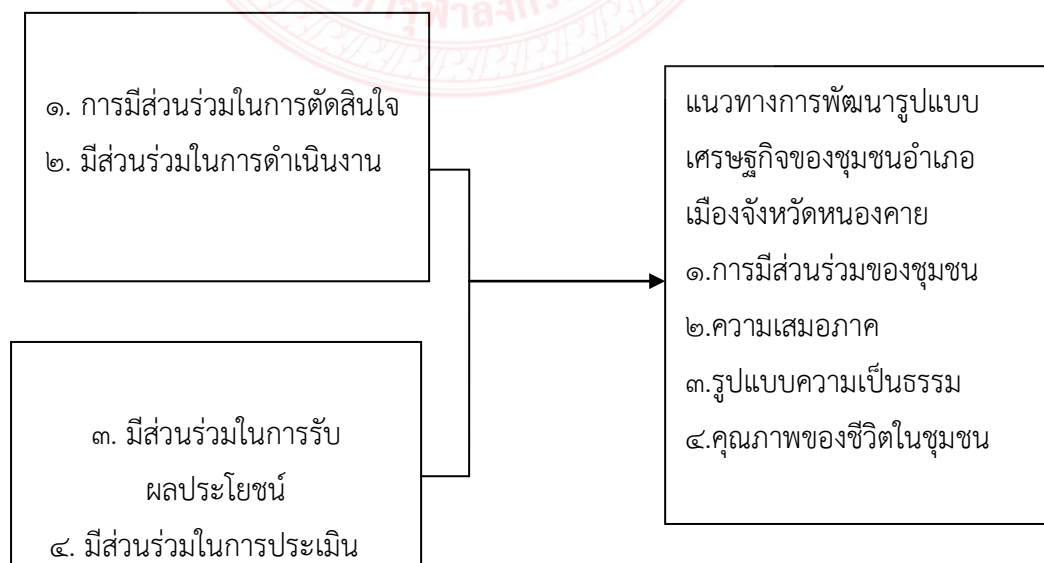 ๑. การมีส่วนร่วมในการตัดสินใจ
๒. มีส่วนร่วมในการดำเนินงาน
๓. มีส่วนร่วมในการรับ
ผลประโยชน์
๔. มีส่วนร่วมในการประเมิน
แนวทางการพัฒนารูปแบบ
เศรษฐกิจของชุมชนอำเภอ
เมืองจังหวัดหนองคาย
๑.การมีส่วนร่วมของชุมชน
๒.ความเสมอภาค
๓.รูปแบบความเป็นธรรม
๔.คุณภาพของชีวิตในชุมชน